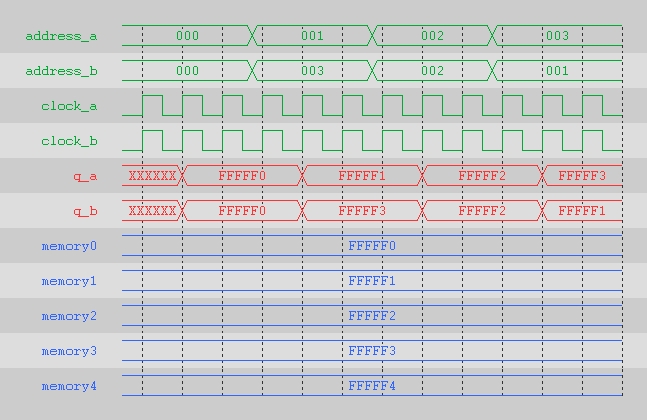 address_a 000 001 002 003
address_b 000 003 002 001
clock_a
clock_b
q_a XXXXXX FFFFF0 FFFFF1 FFFFF2 FFFFF3
q_b XXXXXX FFFFF0 FFFFF3 FFFFF2 FFFFF1
memory0 FFFFF0
memory1 FFFFF1
memory2 FFFFF2
memory3 FFFFF3
memory4 FFFFF4